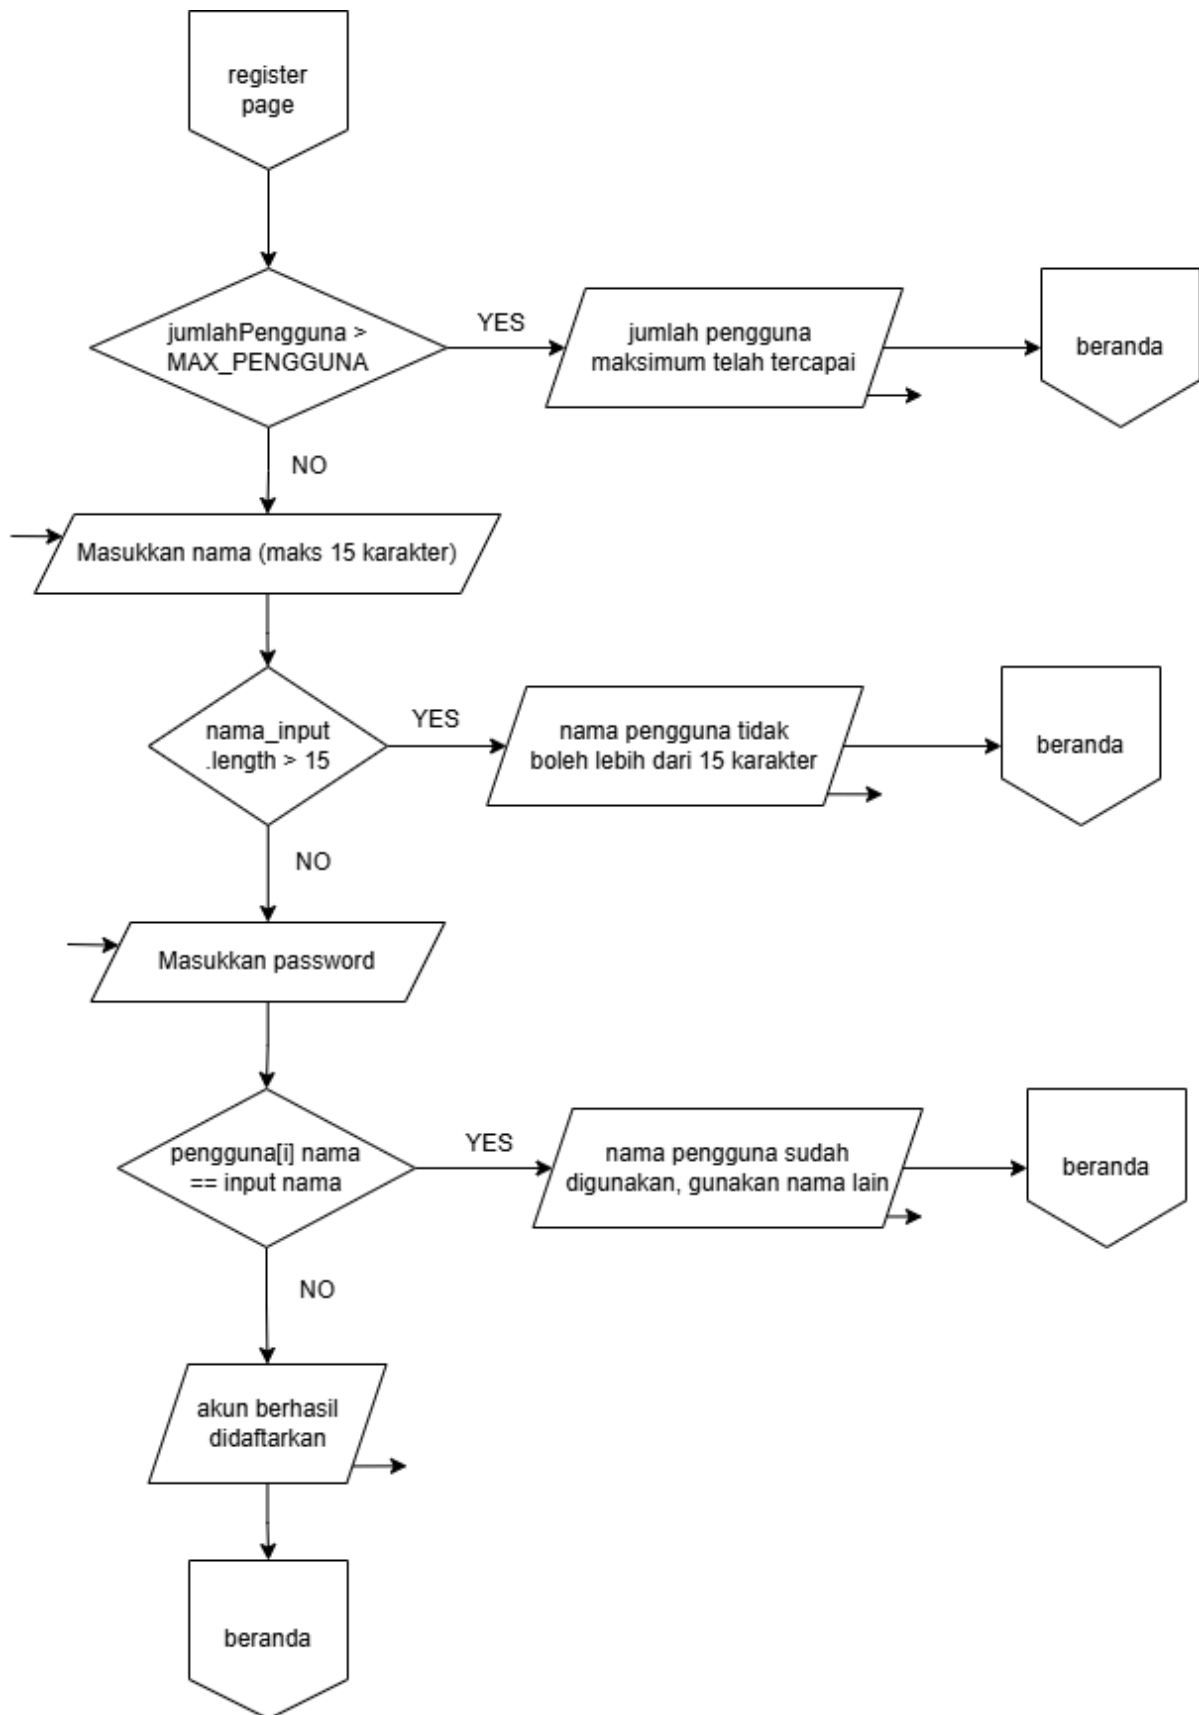 register
page
jumlahPengguna >
MAX_PENGGUNA
YES
jumlah pengguna
maksimum telah tercapai
beranda
NO
Masukkan nama (maks 15 karakter)
nama_input
.length > 15
YES
nama pengguna tidak
boleh lebih dari 15 karakter
beranda
NO
Masukkan password
pengguna[i] nama
== input nama
YES
nama pengguna sudah
digunakan, gunakan nama lain
beranda
NO
akun berhasil
didaftarkan
beranda